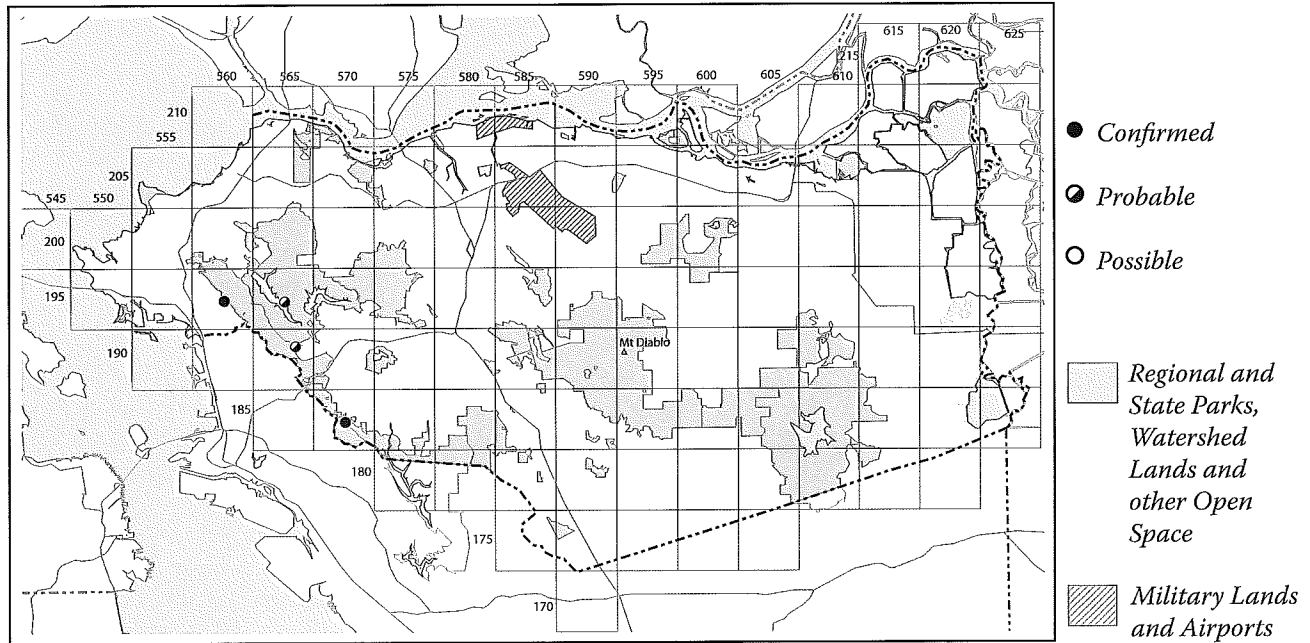 615
620
625
215
560
565
570
575
580
585
590
595
600
605
610
210
555
205
545
550
200
195
190
Mt Diablo
185
180
175
170
Confirmed
Probable
Possible
Regional and
State Parks,
Watershed
Lands and
other Open
Space
Military Lands
and Airports